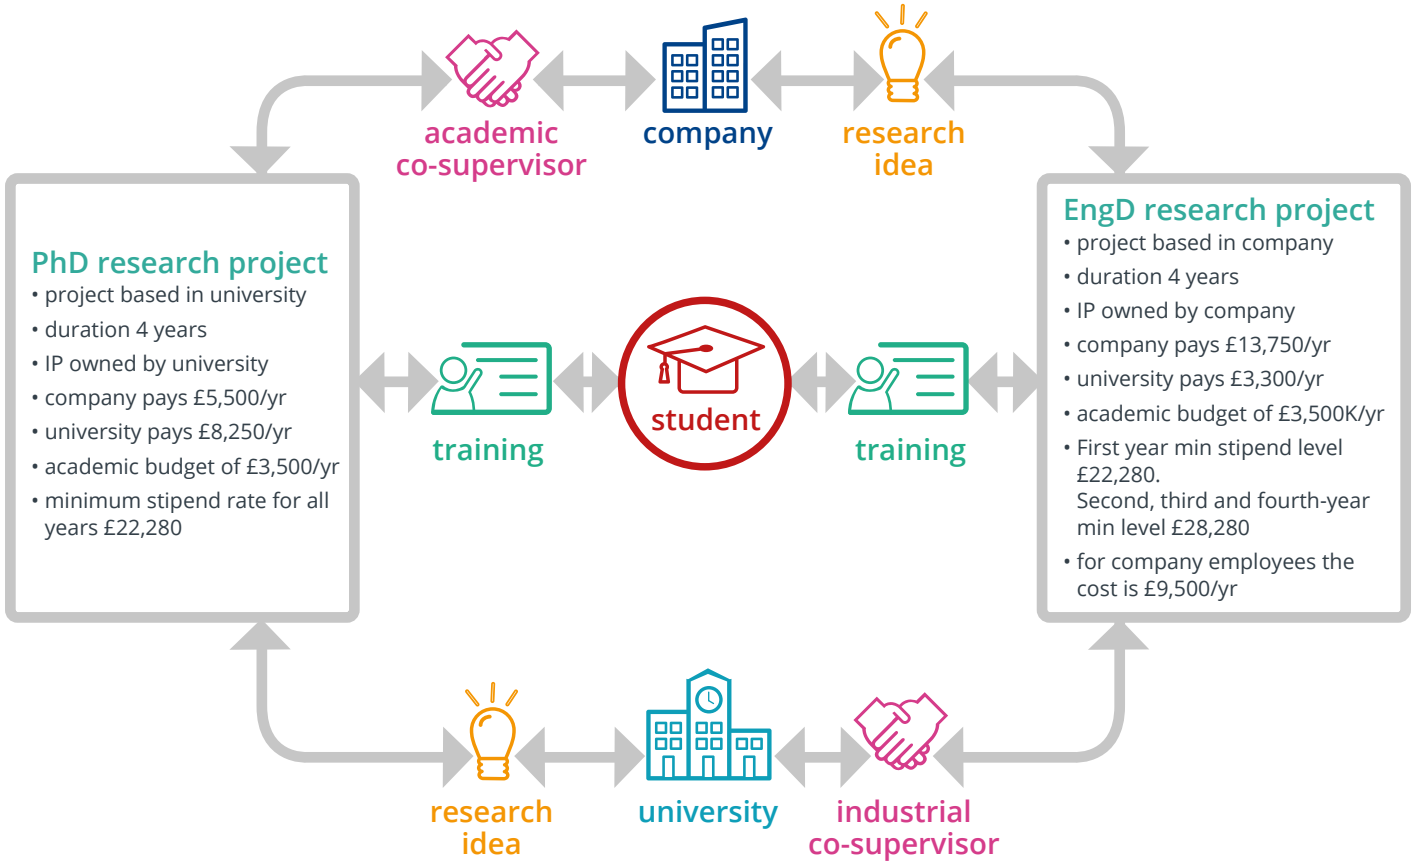 academic
co-supervisor
company
research
idea
PhD research project
• project based in university
• duration 4 years
• IP owned by university
• company pays £5,500/yr
• university pays £8,250/yr
• academic budget of £3,500/yr
• minimum stipend rate for all
years £22,280
training
student
training
EngD research project
• project based in company
• duration 4 years
• IP owned by company
• company pays £13,750/yr
• university pays £3,300/yr
• academic budget of £3,500K/yr
• First year min stipend level
£22,280.
Second, third and fourth-year
min level £28,280
• for company employees the
cost is £9,500/yr
research
idea
university
industrial
co-supervisor